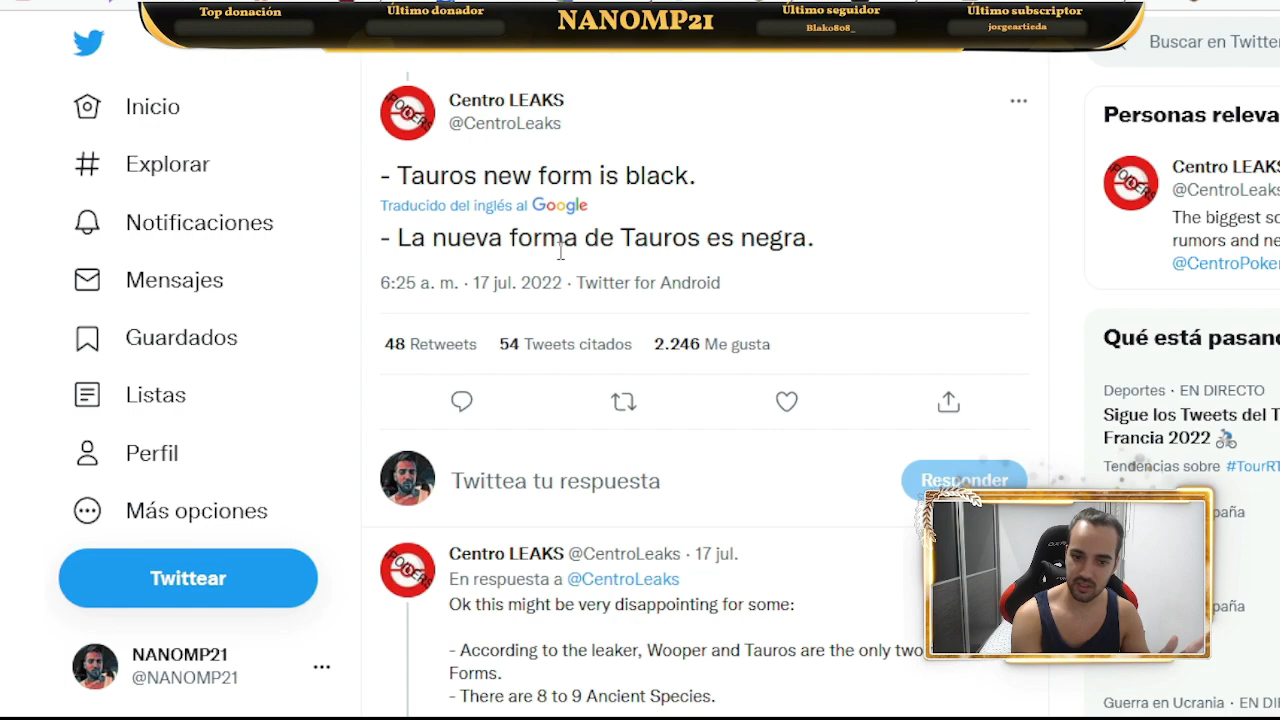 Top donación
Último donador
NANOMP21
Último seguidor
Blako808_
Último subscriptor
jorgeartieda
Buscar en Twitte
Inicio
Explorar
Notificaciones
Mensajes
Guardados
Listas
Perfil
Más opciones
Twittear
NANOMP21
@NANOMP21
Centro LEAKS
@CentroLeaks
- Tauros new form is black.
Traducido del inglés al Google
- La nueva forma de Tauros es negra.
6:25 a. m. · 17 jul. 2022 · Twitter for Android
48 Retweets 54 Tweets citados 2.246 Me gusta
Twittea tu respuesta
Responder
Centro LEAKS @CentroLeaks · 17 jul.
En respuesta a @CentroLeaks
Ok this might be very disappointing for some:
- According to the leaker, Wooper and Tauros are the only two
Forms.
- There are 8 to 9 Ancient Species.
Personas releva
Centro LEAKS
@CentroLeaks
The biggest so
rumors and ne
@CentroPoker
Qué está pasand
Deportes · EN DIRECTO
Sigue los Tweets del T
Francia 2022
Tendencias sobre #TourRT
paña
paña
Guerra en Ucrania · EN DI